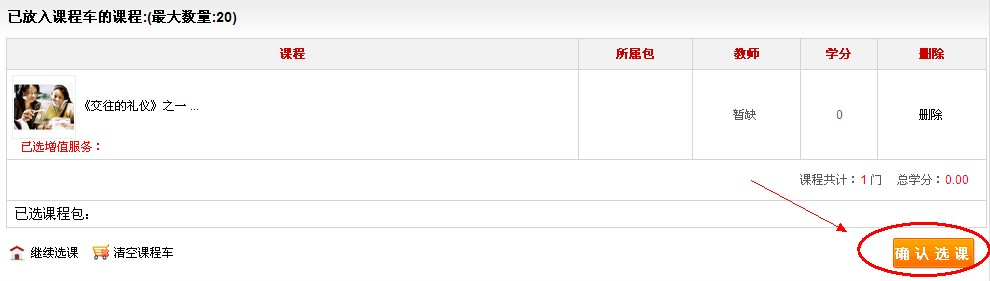 已放入课程车的课程:(最大数量:20)
课程 所属包 教师 学分 删除
《交往的礼仪》之一 ... 暂缺 0 删除
已选增值服务：
课程共计：1 门 总学分：0.00
已选课程包：
继续选课 清空课程车 确认选课